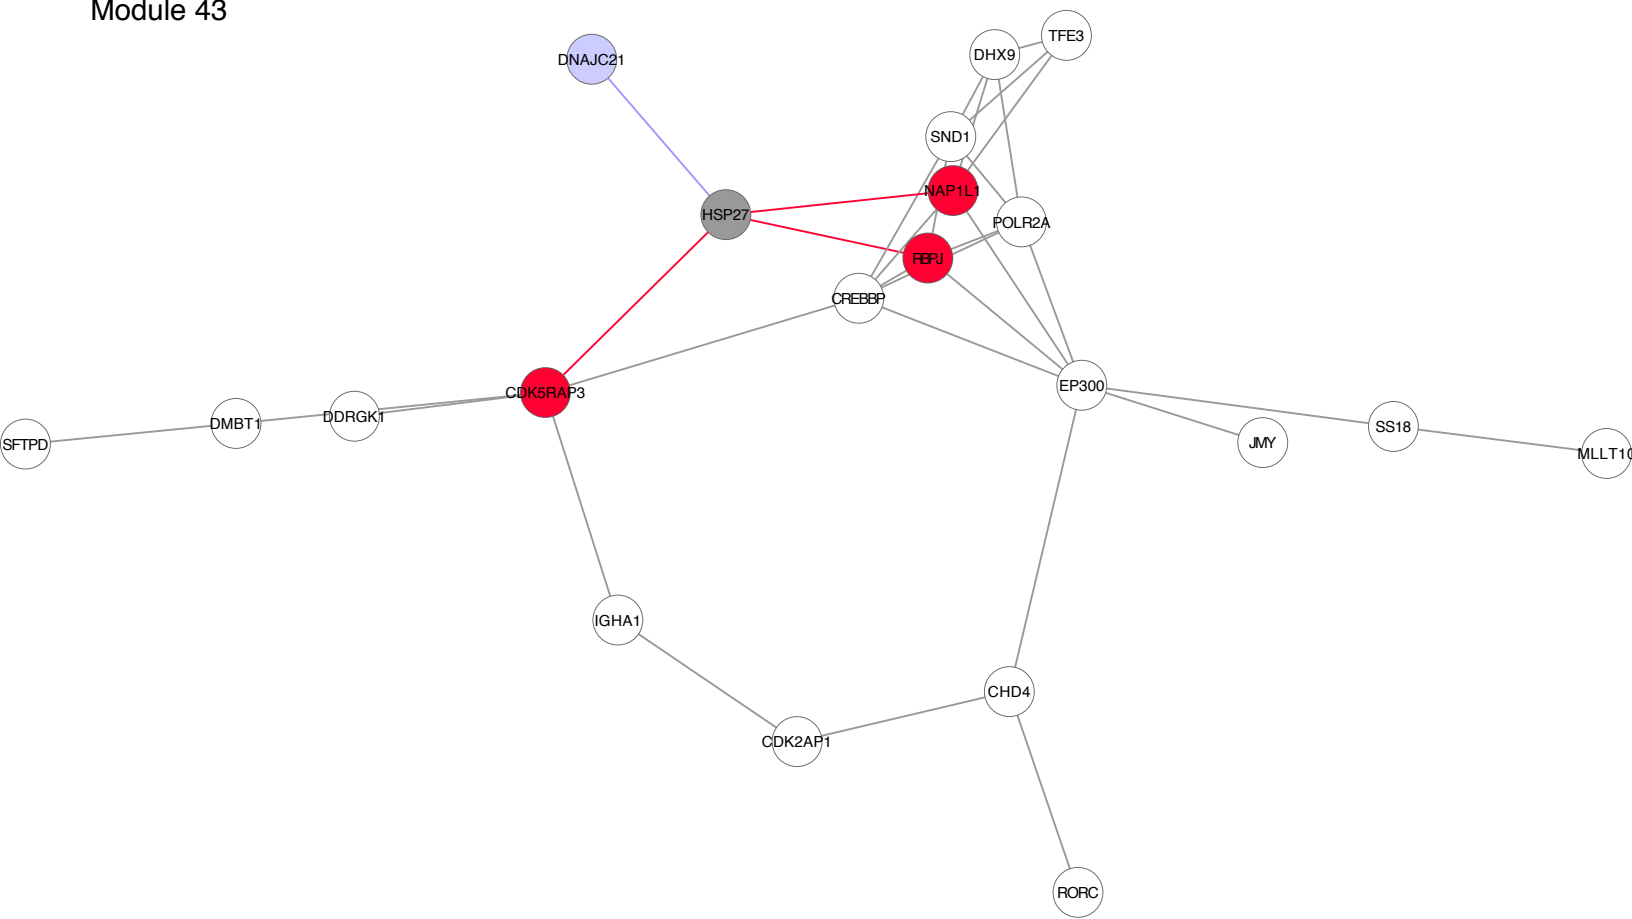 Module 43
TFE3
DHX9
DNAJC21
SND1
NAP1L1
HSP27
POLR2A
RBPJ
CREBBP
EP300
CDK5RAP3
DDRGK1
DMBT1
SS18
SFTPD
JMY
MLLT10
IGHA1
CHD4
CDK2AP1
RORC